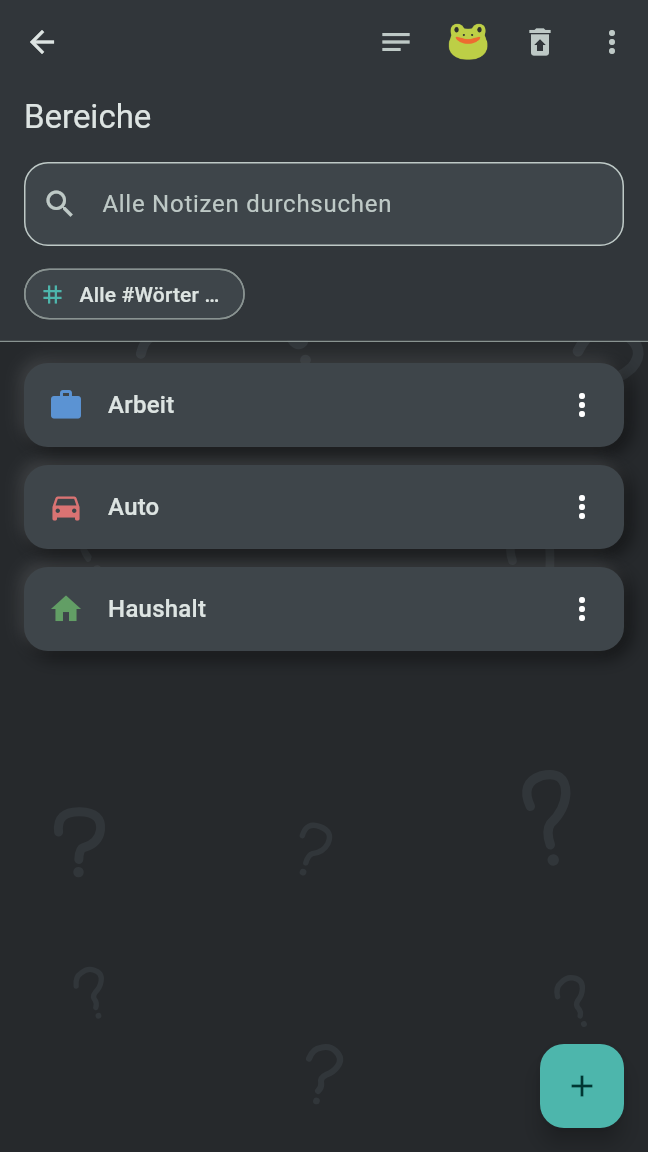 Bereiche
Alle Notizen durchsuchen
Alle #Wörter ...
Arbeit
Auto
Haushalt